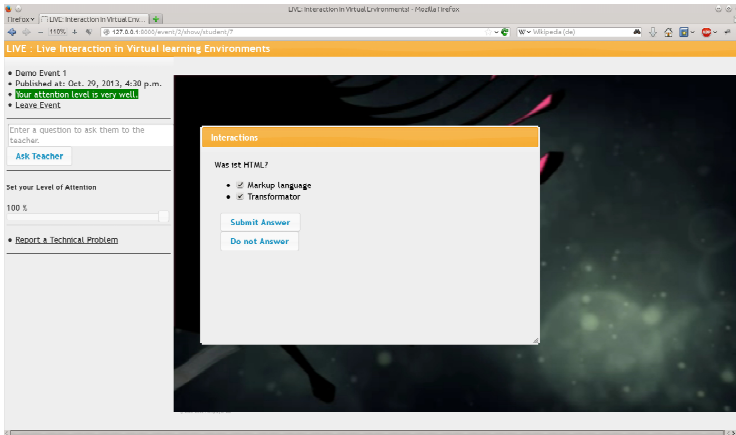 LIVE: Interaction in Virtual Environments! - Mozilla Firefox
Firefox
LIVE: Interaction in Virtual Env...
110%
127.0.0.1:8000/event/2/show/student/7
Wikipedia (de)
LIVE : Live Interaction in Virtual learning Environments
Demo Event 1
Published at: Oct. 29, 2013, 4:30 p.m.
Your attention level is very well.
Leave Event
Enter a question to ask them to the
teacher.
Ask Teacher
Set your Level of Attention
100 %
Report a Technical Problem
Interactions
Was ist HTML?
Markup language
Transformator
Submit Answer
Do not Answer